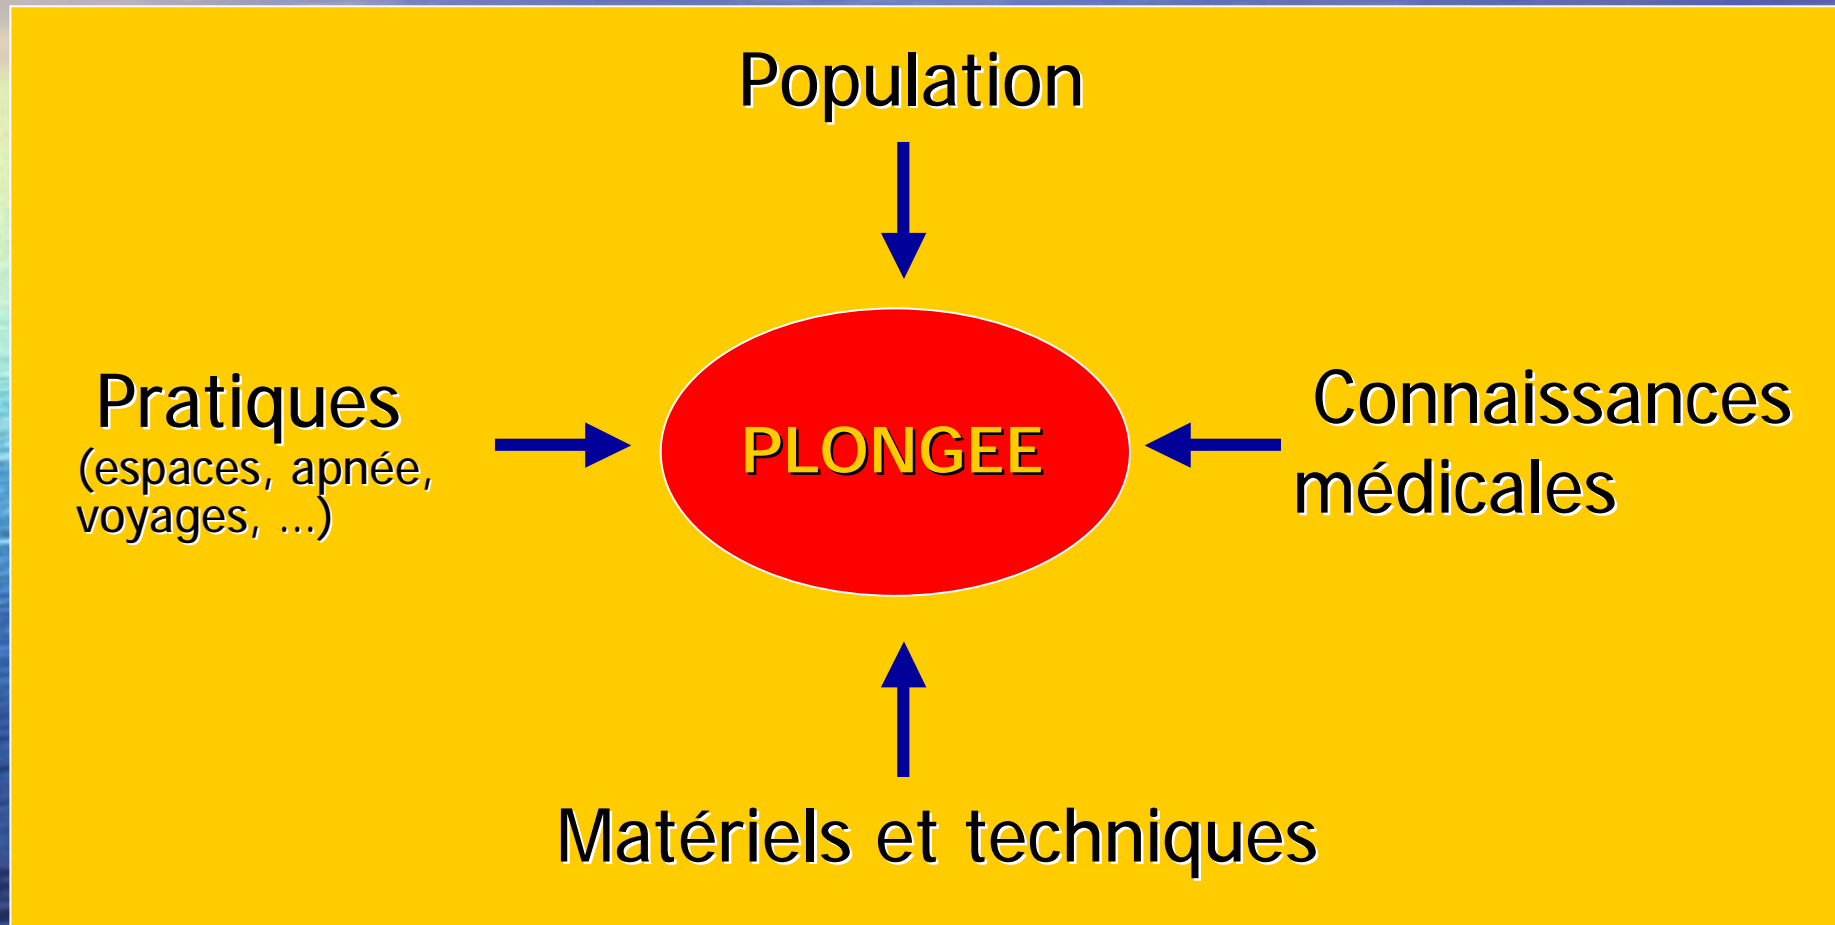 Population
Pratiques
(espaces, apnée,
voyages, ...)
PLONGEE
Connaissances
médicales
Matériels et techniques